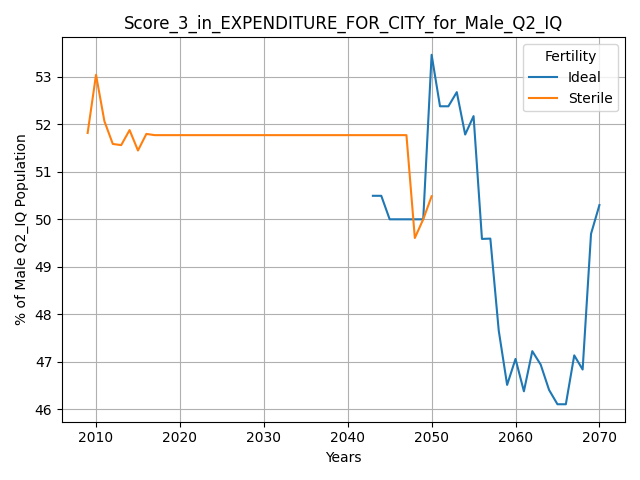 Score_3_in_EXPENDITURE_FOR_CITY_for_Male_Q2_IQ
Fertility
Ideal
Sterile
% of Male Q2_IQ Population
53
52
51
50
49
48
47
46
2010 2020 2030 2040 2050 2060 2070
Years